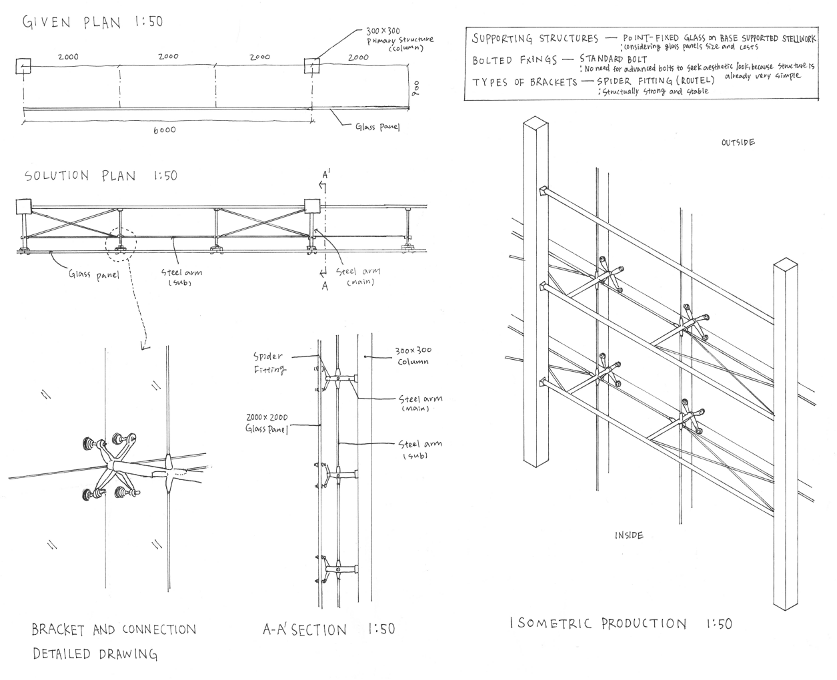 GIVEN PLAN 1:50
300×300
Primary Structure
(column)
2000
2000
2000
2000
900
6000
Glass panel
SOLUTION PLAN 1:50
A'
Glass panel
Steel arm
(sub)
Steel arm
(main)
A
Spider
Fitting
300×300
Column
2000×2000
Glass Panel
Steel arm
(main)
Steel arm
(sub)
BRACKET AND CONNECTION
DETAILED DRAWING
A-A' SECTION 1:50
SUPPORTING STRUCTURES — POINT-FIXED GLASS on BASE SUPPORTED STELLWORK
: considering glass panels size and costs
BOLTED FXINGS — STANDARD BOLT
: No need for advanced bolts to seek aesthetic look, because structure is
already very simple
TYPES OF BRACKETS — SPIDER FITTING (ROUTEL)
: Structually strong and stable
OUTSIDE
INSIDE
ISOMETRIC PRODUCTION 1:50